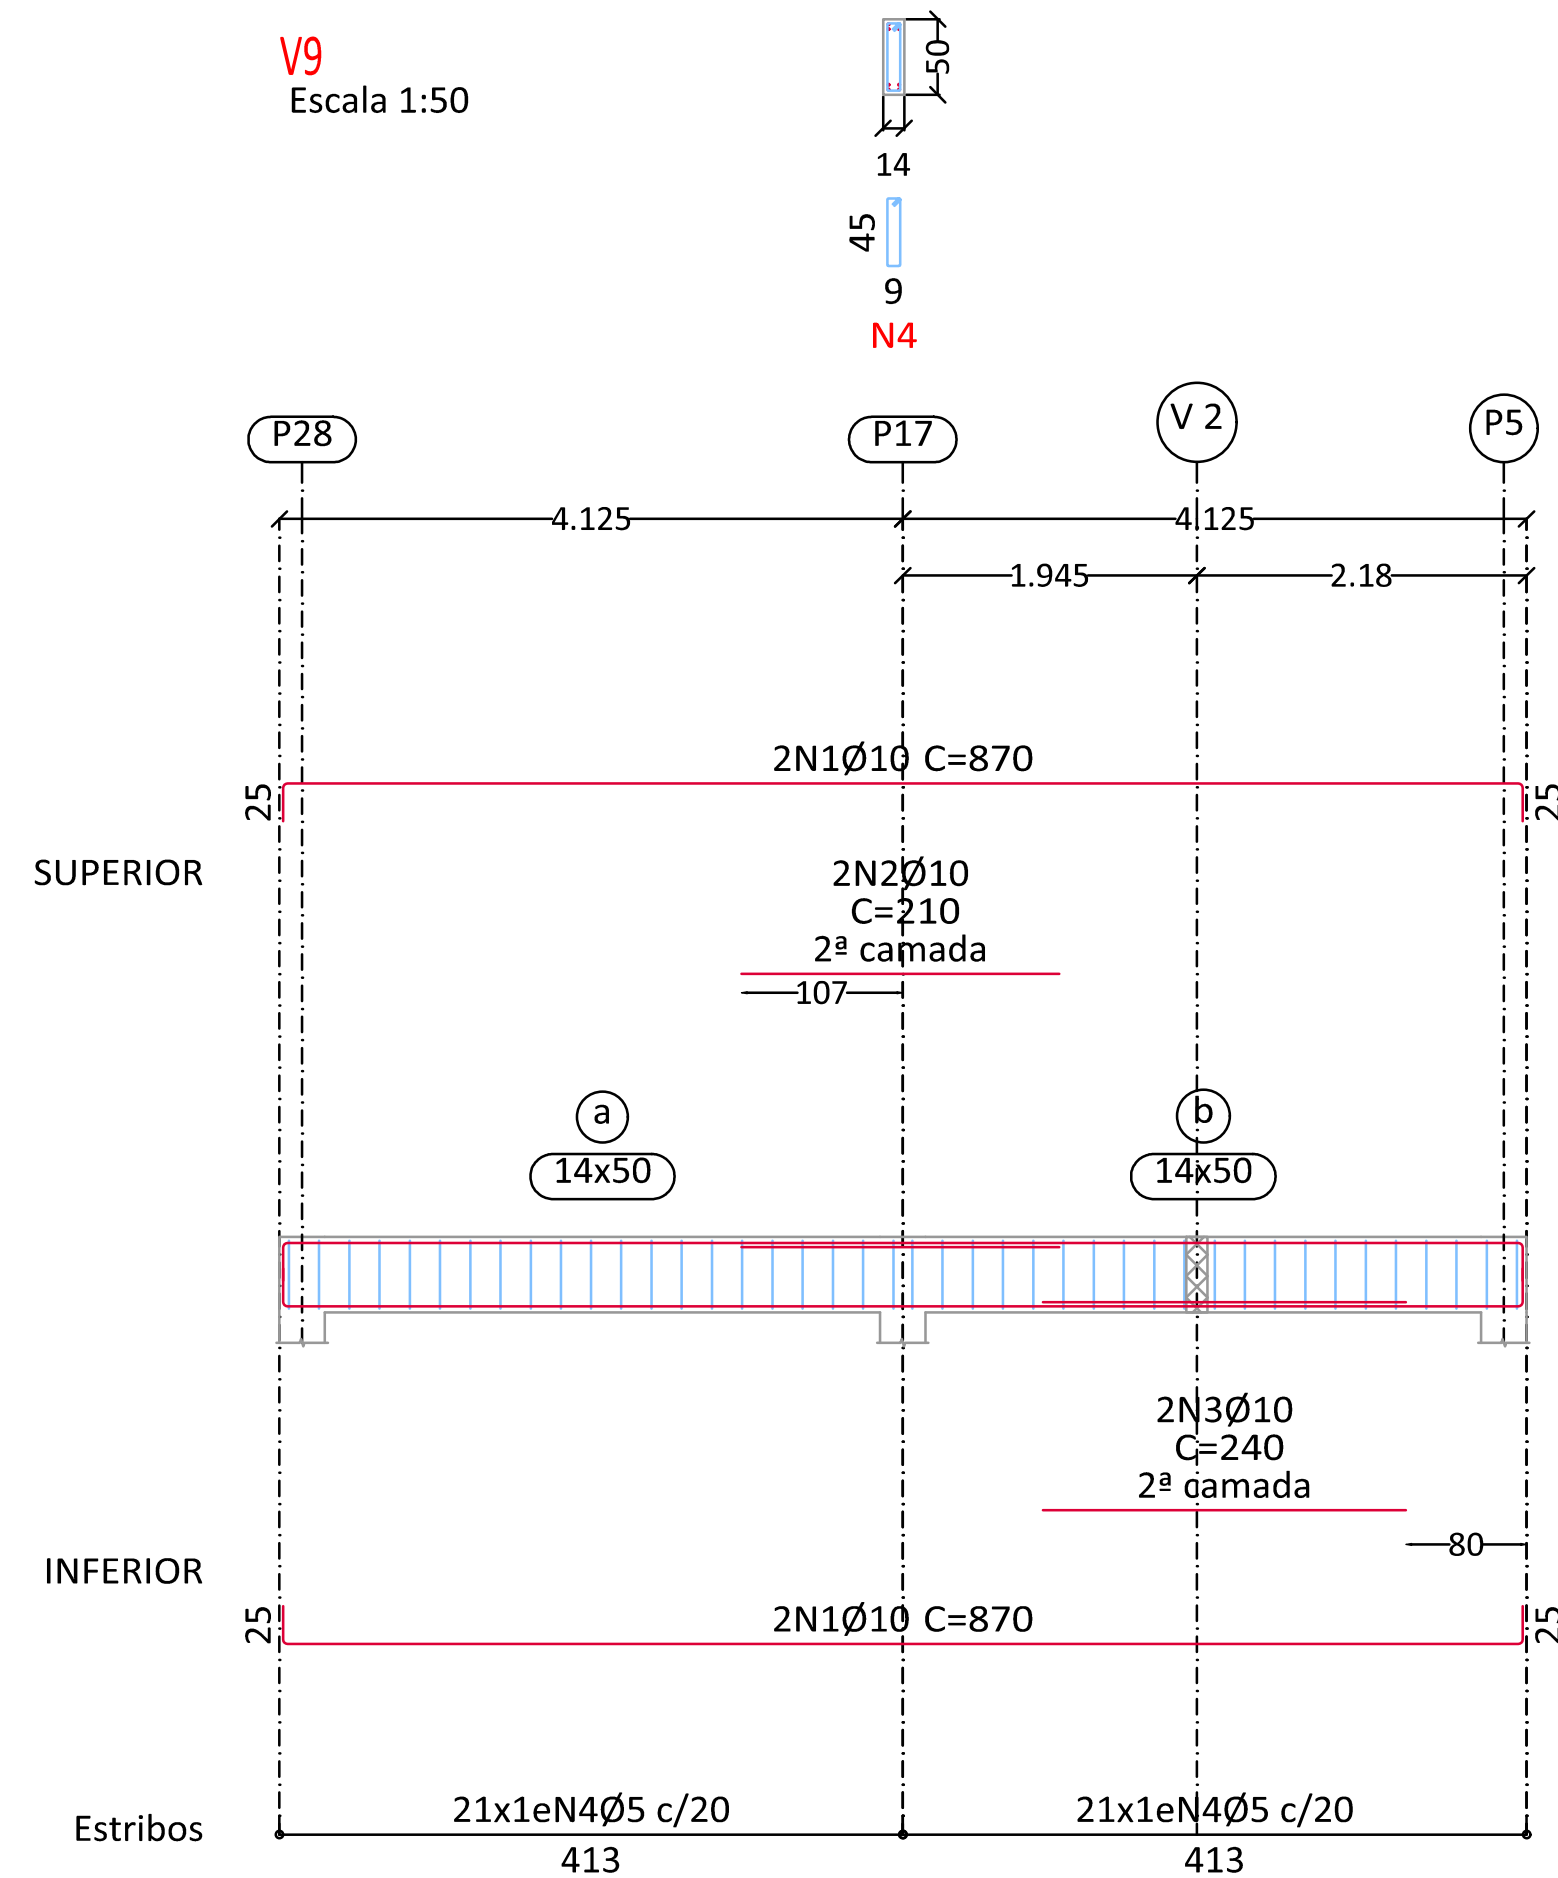 V9
Escala 1:50
50
14
45
9
N4
P28
P17
V 2
P5
4.125
4.125
1.945
2.18
2N1Ø10 C=870
25
25
SUPERIOR
2N2Ø10
C=210
2ª camada
107
a
b
14x50
14x50
2N3Ø10
C=240
2ª camada
80
INFERIOR
25
2N1Ø10 C=870
25
Estribos
21x1eN4Ø5 c/20
21x1eN4Ø5 c/20
413
413